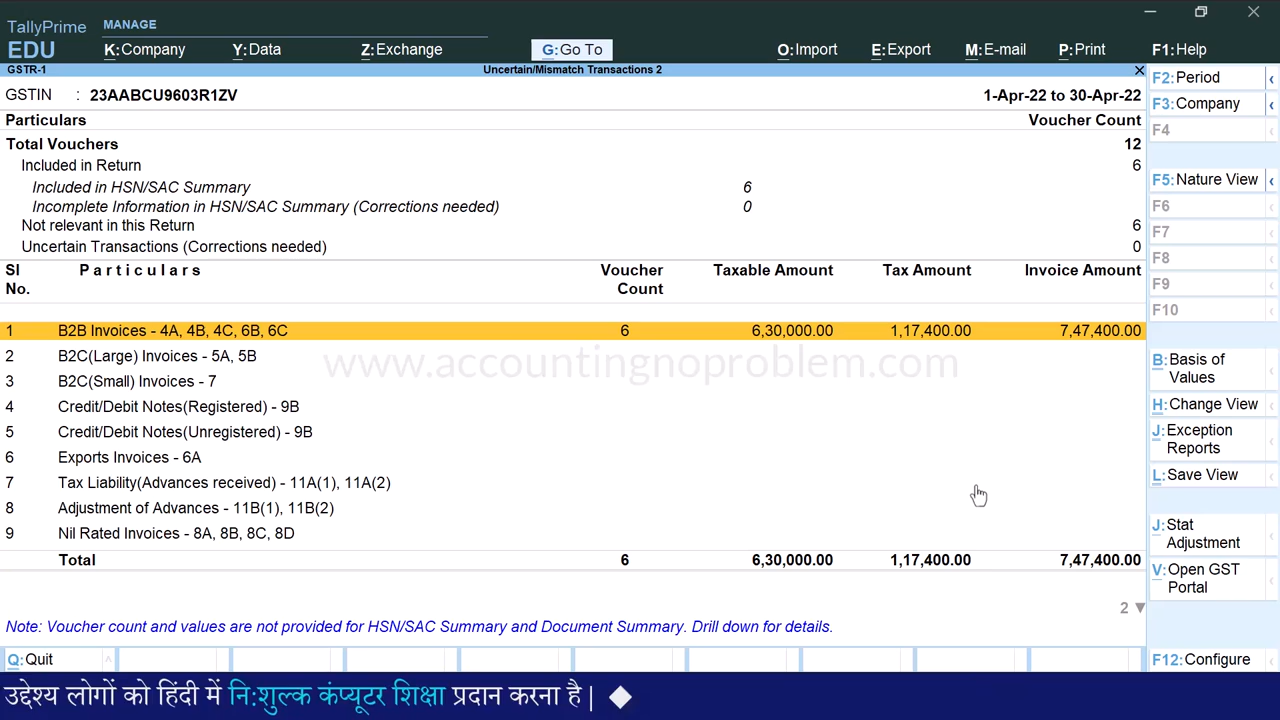 TallyPrime MANAGE
EDU K:Company Y:Data Z:Exchange G:Go To O:Import E:Export M:E-mail P:Print F1:Help
GSTR-1 Uncertain/Mismatch Transactions 2 ×
GSTIN : 23AABCU9603R1ZV 1-Apr-22 to 30-Apr-22
Particulars Voucher Count
Total Vouchers 12
Included in Return 6
Included in HSN/SAC Summary 6
Incomplete Information in HSN/SAC Summary (Corrections needed) 0
Not relevant in this Return 6
Uncertain Transactions (Corrections needed) 0
Sl Particulars Voucher Taxable Amount Tax Amount Invoice Amount
No. Count
1 B2B Invoices - 4A, 4B, 4C, 6B, 6C 6 6,30,000.00 1,17,400.00 7,47,400.00
2 B2C(Large) Invoices - 5A, 5B
www.accountingnoproblem.com
3 B2C(Small) Invoices - 7
4 Credit/Debit Notes(Registered) - 9B
5 Credit/Debit Notes(Unregistered) - 9B
6 Exports Invoices - 6A
7 Tax Liability(Advances received) - 11A(1), 11A(2)
8 Adjustment of Advances - 11B(1), 11B(2)
9 Nil Rated Invoices - 8A, 8B, 8C, 8D
Total 6 6,30,000.00 1,17,400.00 7,47,400.00
2 ▼
Note: Voucher count and values are not provided for HSN/SAC Summary and Document Summary. Drill down for details.
Q:Quit
F2:Period
F3:Company
F4
F5:Nature View
F6
F7
F8
F9
F10
B:Basis of
Values
H:Change View
J:Exception
Reports
L:Save View
J:Stat
Adjustment
V:Open GST
Portal
F12:Configure
उद्देश्य लोगों को हिंदी में नि:शुल्क कंप्यूटर शिक्षा प्रदान करना है | ◆